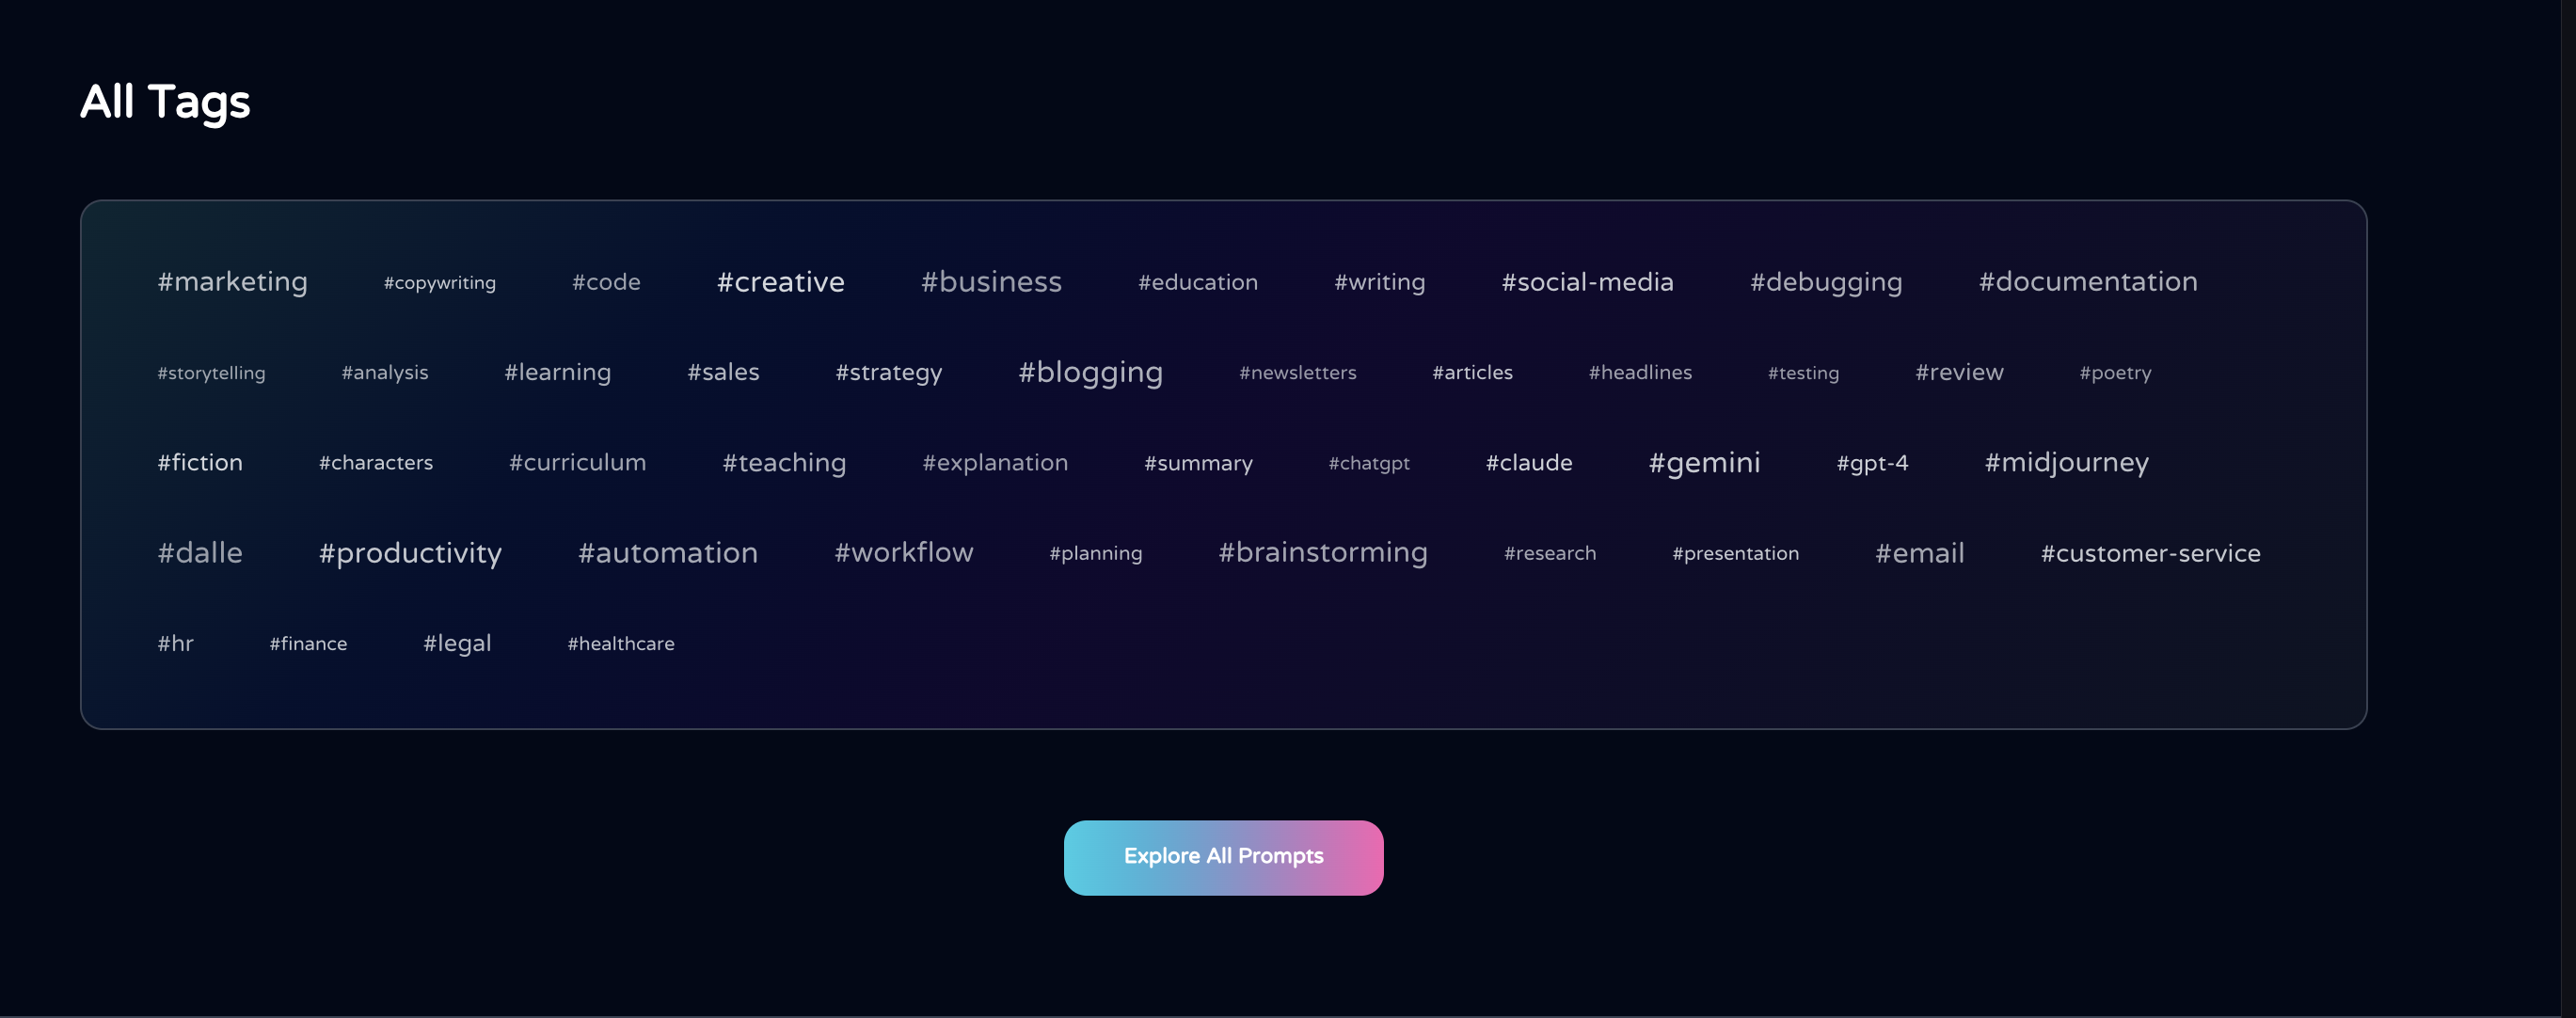 All Tags
#marketing #copywriting #code #creative #business #education #writing #social-media #debugging #documentation
#storytelling #analysis #learning #sales #strategy #blogging #newsletters #articles #headlines #testing #review #poetry
#fiction #characters #curriculum #teaching #explanation #summary #chatgpt #claude #gemini #gpt-4 #midjourney
#dalle #productivity #automation #workflow #planning #brainstorming #research #presentation #email #customer-service
#hr #finance #legal #healthcare
Explore All Prompts